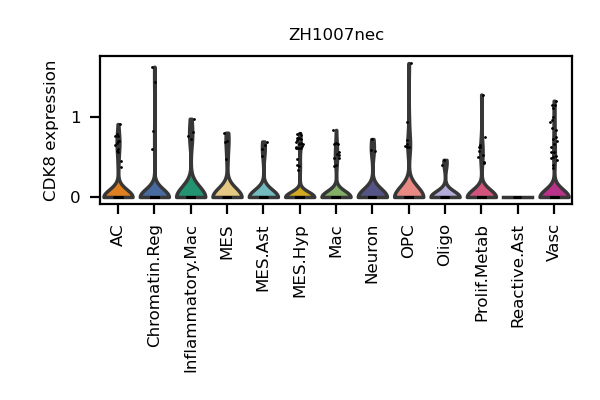 ZH1007nec
CDK8 expression
1
0
AC
Chromatin.Reg
Inflammatory.Mac
MES
MES.Ast
MES.Hyp
Mac
Neuron
OPC
Oligo
Prolif.Metab
Reactive.Ast
Vasc